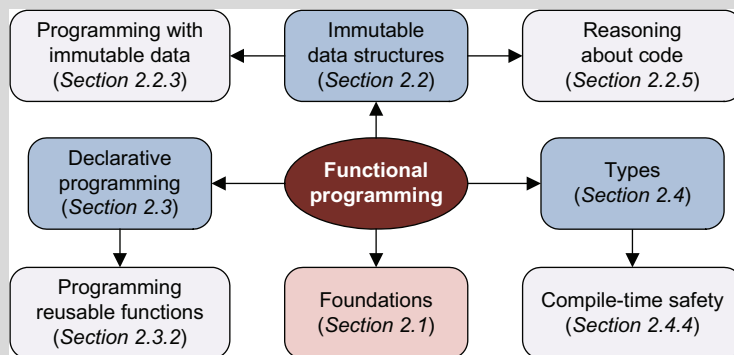 Programming with
immutable data
(Section 2.2.3)
Immutable
data structures
(Section 2.2)
Reasoning
about code
(Section 2.2.5)
Declarative
programming
(Section 2.3)
Functional
programming
Types
(Section 2.4)
Programming
reusable functions
(Section 2.3.2)
Foundations
(Section 2.1)
Compile-time safety
(Section 2.4.4)